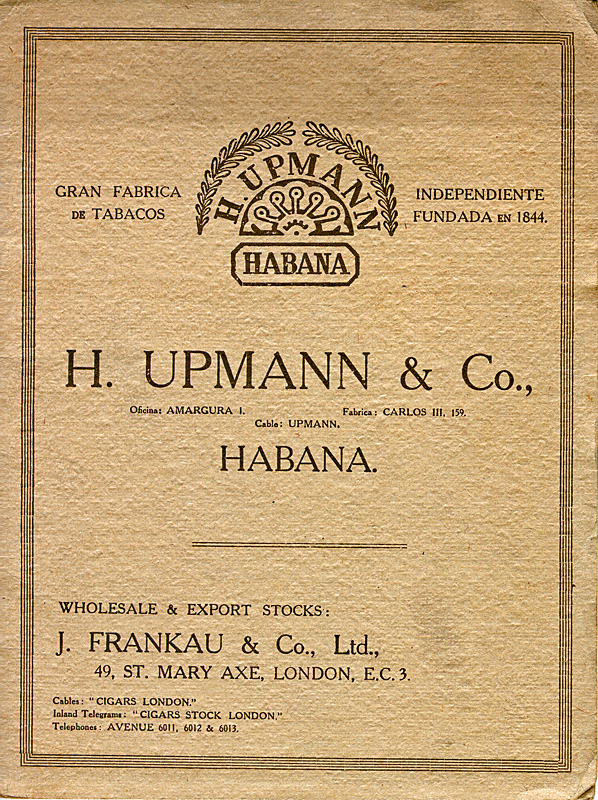 H. UPMANN
HABANA
GRAN FABRICA
DE TABACOS
INDEPENDIENTE
FUNDADA EN 1844.
H. UPMANN & Co.,
Oficina: AMARGURA 1.
Fabrica: CARLOS III, 159.
Cable: UPMANN.
HABANA.
WHOLESALE & EXPORT STOCKS:
J. FRANKAU & Co., Ltd.,
49, ST. MARY AXE, LONDON, E.C. 3.
Cables: "CIGARS LONDON."
Inland Telegrams: "CIGARS STOCK LONDON."
Telephones: AVENUE 6011, 6012 & 6013.